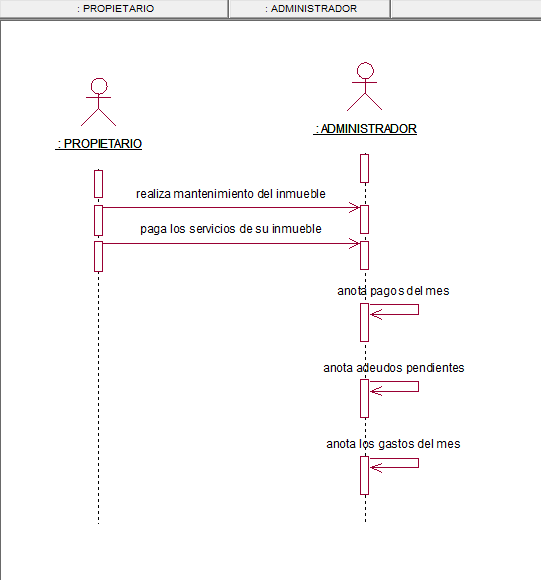 : PROPIETARIO
: ADMINISTRADOR
: PROPIETARIO
: ADMINISTRADOR
realiza mantenimiento del inmueble
paga los servicios de su inmueble
anota pagos del mes
anota adeudos pendientes
anota los gastos del mes